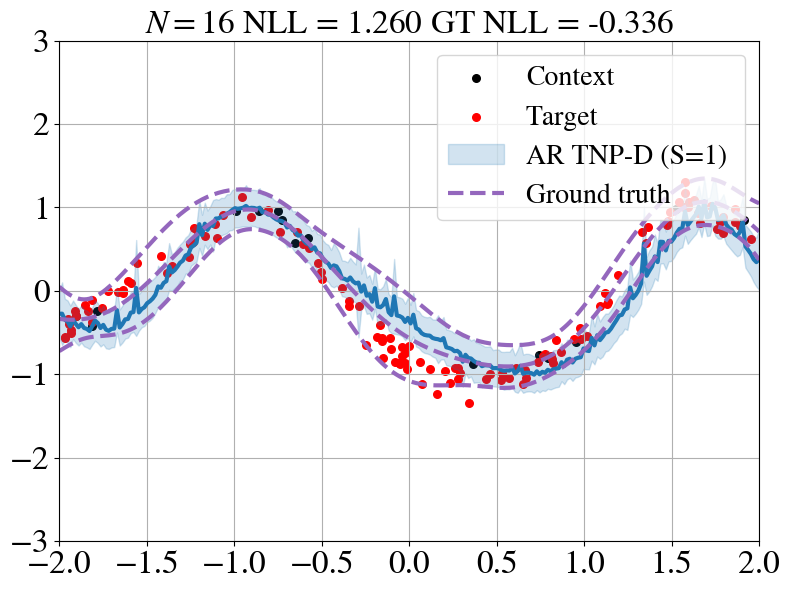 N = 16 NLL = 1.260 GT NLL = -0.336
3
2
1
0
−1
−2
−3
Context
Target
AR TNP-D (S=1)
Ground truth
−2.0 −1.5 −1.0 −0.5 0.0 0.5 1.0 1.5 2.0